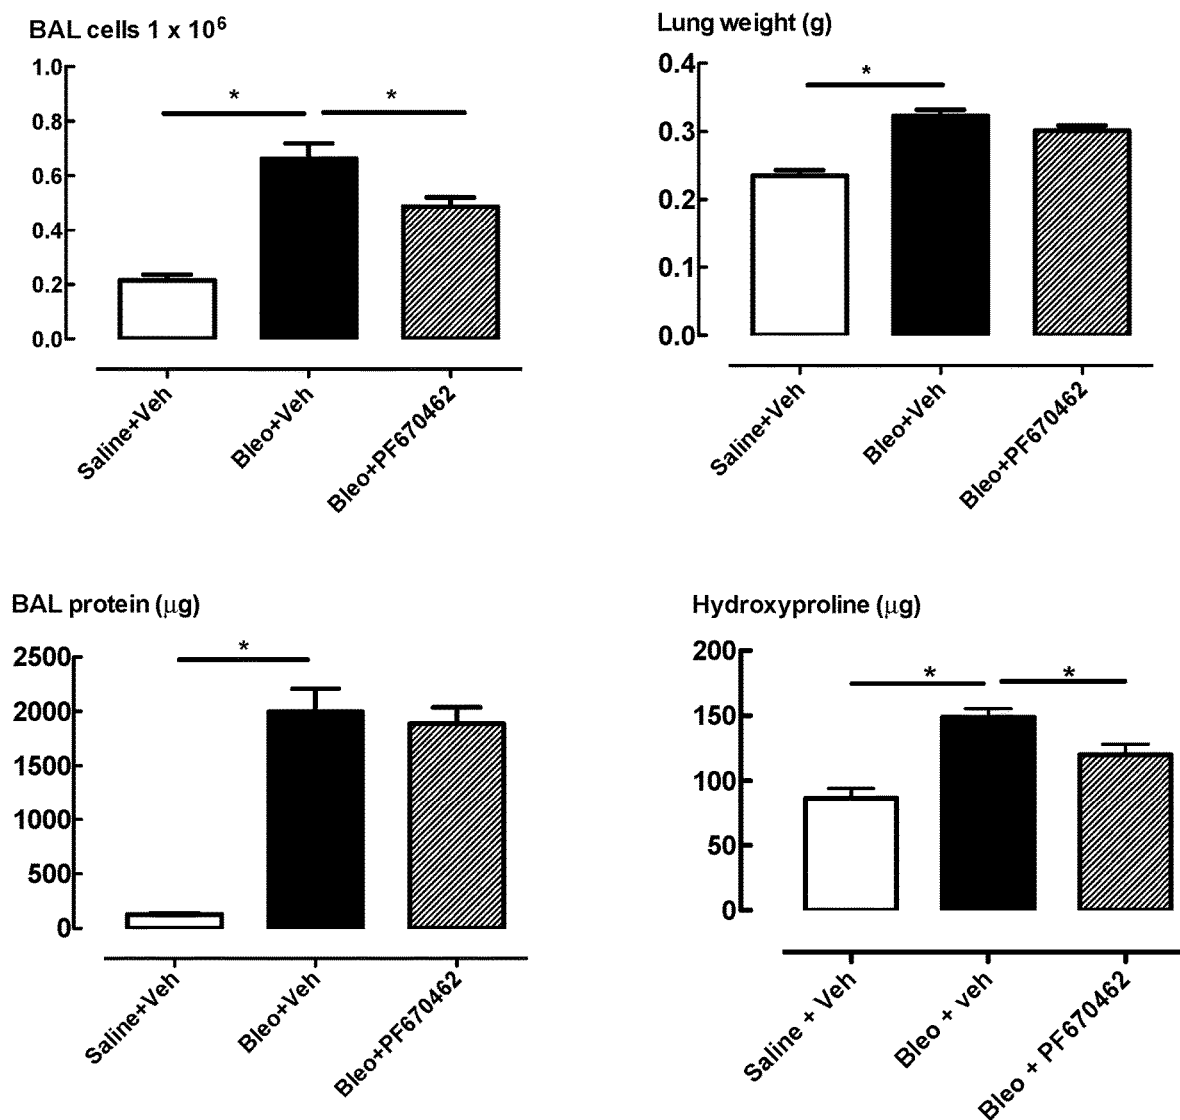 BAL cells 1 x 10⁶
1.0
0.8
0.6
0.4
0.2
0.0
*
*
Saline+Veh
Bleo+Veh
Bleo+PF670462
Lung weight (g)
0.4
0.3
0.2
0.1
0.0
*
Saline+Veh
Bleo+Veh
Bleo+PF670462
BAL protein (μg)
2500
2000
1500
1000
500
0
*
Saline+Veh
Bleo+Veh
Bleo+PF670462
Hydroxyproline (μg)
200
150
100
50
0
*
*
Saline + Veh
Bleo + veh
Bleo + PF670462